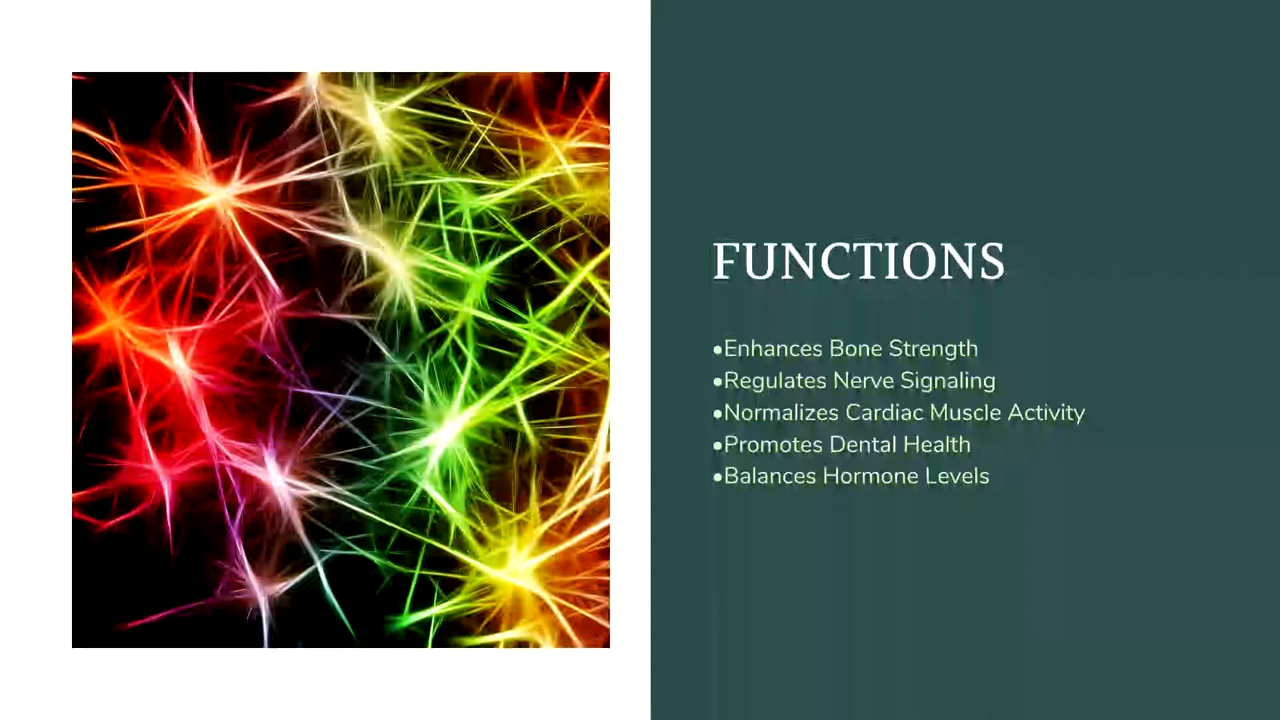 FUNCTIONS
•Enhances Bone Strength
•Regulates Nerve Signaling
•Normalizes Cardiac Muscle Activity
•Promotes Dental Health
•Balances Hormone Levels